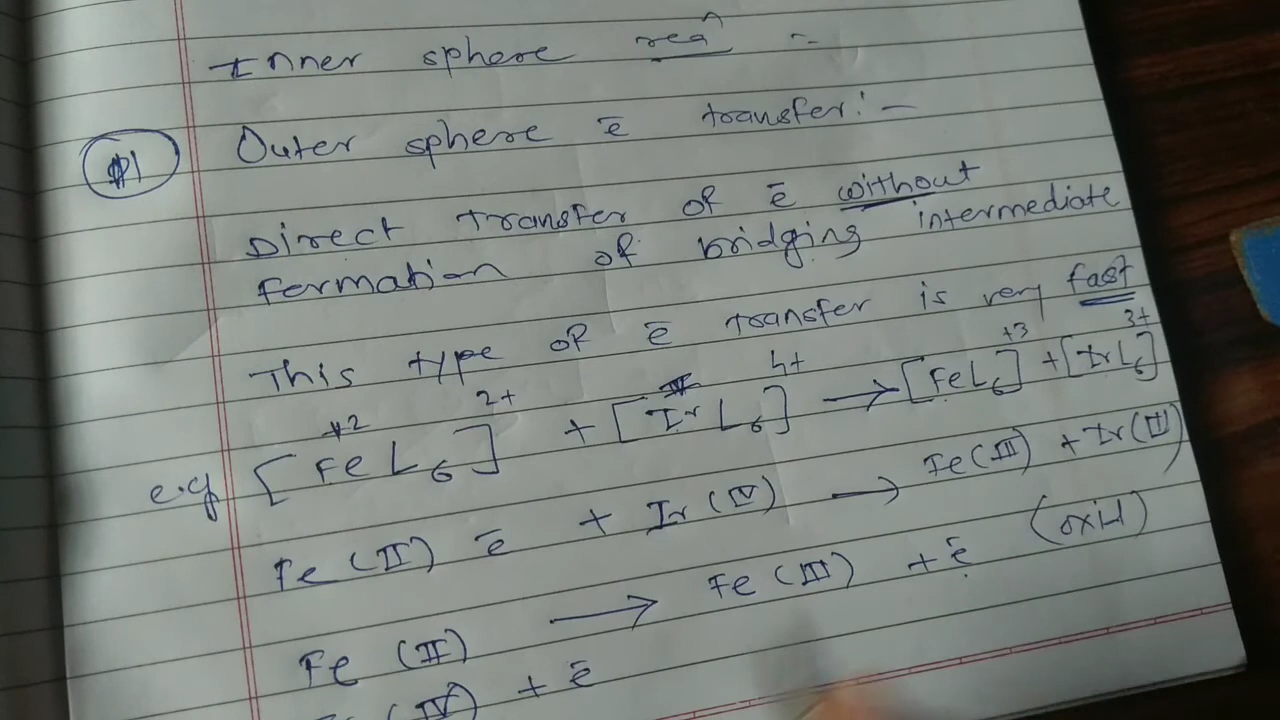 Inner sphere rea^n :-
$1 Outer sphere ē transfer:-
Direct transfer of ē without
formation of bridging intermediate
This type of ē transfer is very fast
e.g [FeL6]2+ +2 + [IrL6]4+ → [FeL6]+3 + [IrL6]3+
Fe(II) ē + Ir(IV) → Fe(III) + Ir(III)
Fe(II) → Fe(III) + ē (oxid)
(IV) + ē